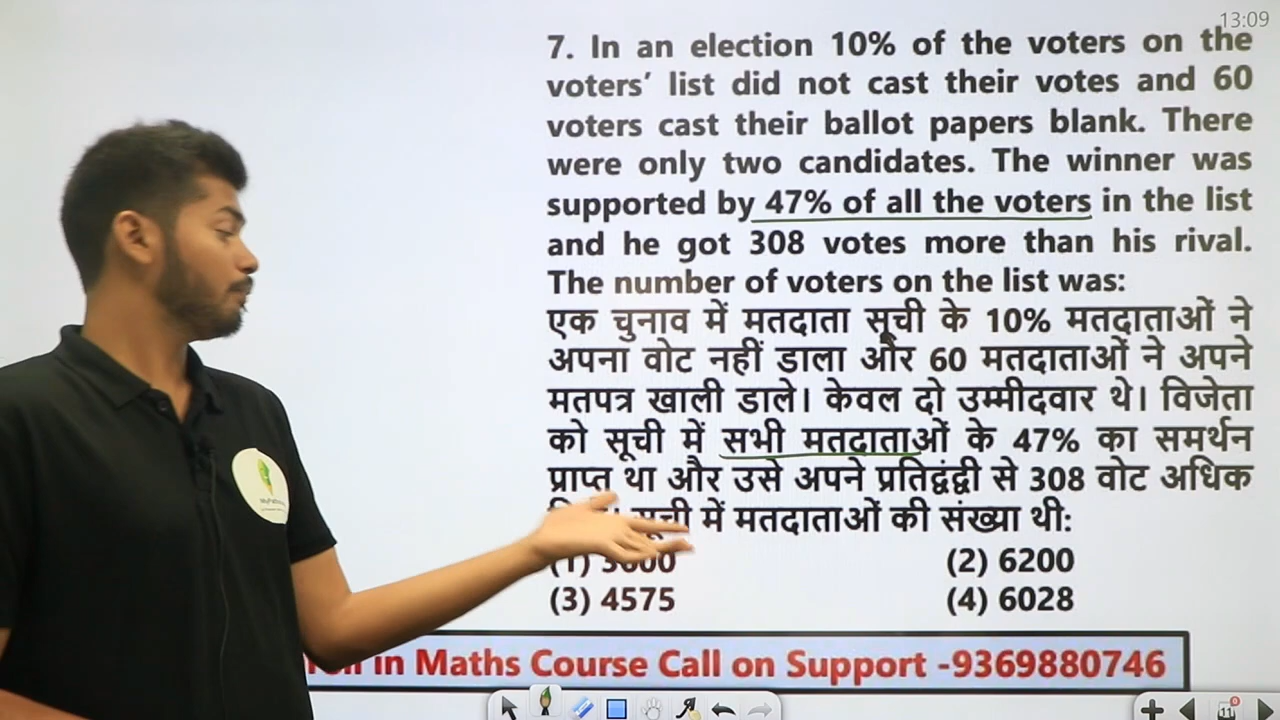 13:09
7. In an election 10% of the voters on the
voters’ list did not cast their votes and 60
voters cast their ballot papers blank. There
were only two candidates. The winner was
supported by 47% of all the voters in the list
and he got 308 votes more than his rival.
The number of voters on the list was:
एक चुनाव में मतदाता सूची के 10% मतदाताओं ने
अपना वोट नहीं डाला और 60 मतदाताओं ने अपने
मतपत्र खाली डाले। केवल दो उम्मीदवार थे। विजेता
को सूची में सभी मतदाताओं के 47% का समर्थन
प्राप्त था और उसे अपने प्रतिद्वंद्वी से 308 वोट अधिक
सूची में मतदाताओं की संख्या थी:
(2) 6200
(3) 4575 (4) 6028
in Maths Course Call on Support -9369880746
11